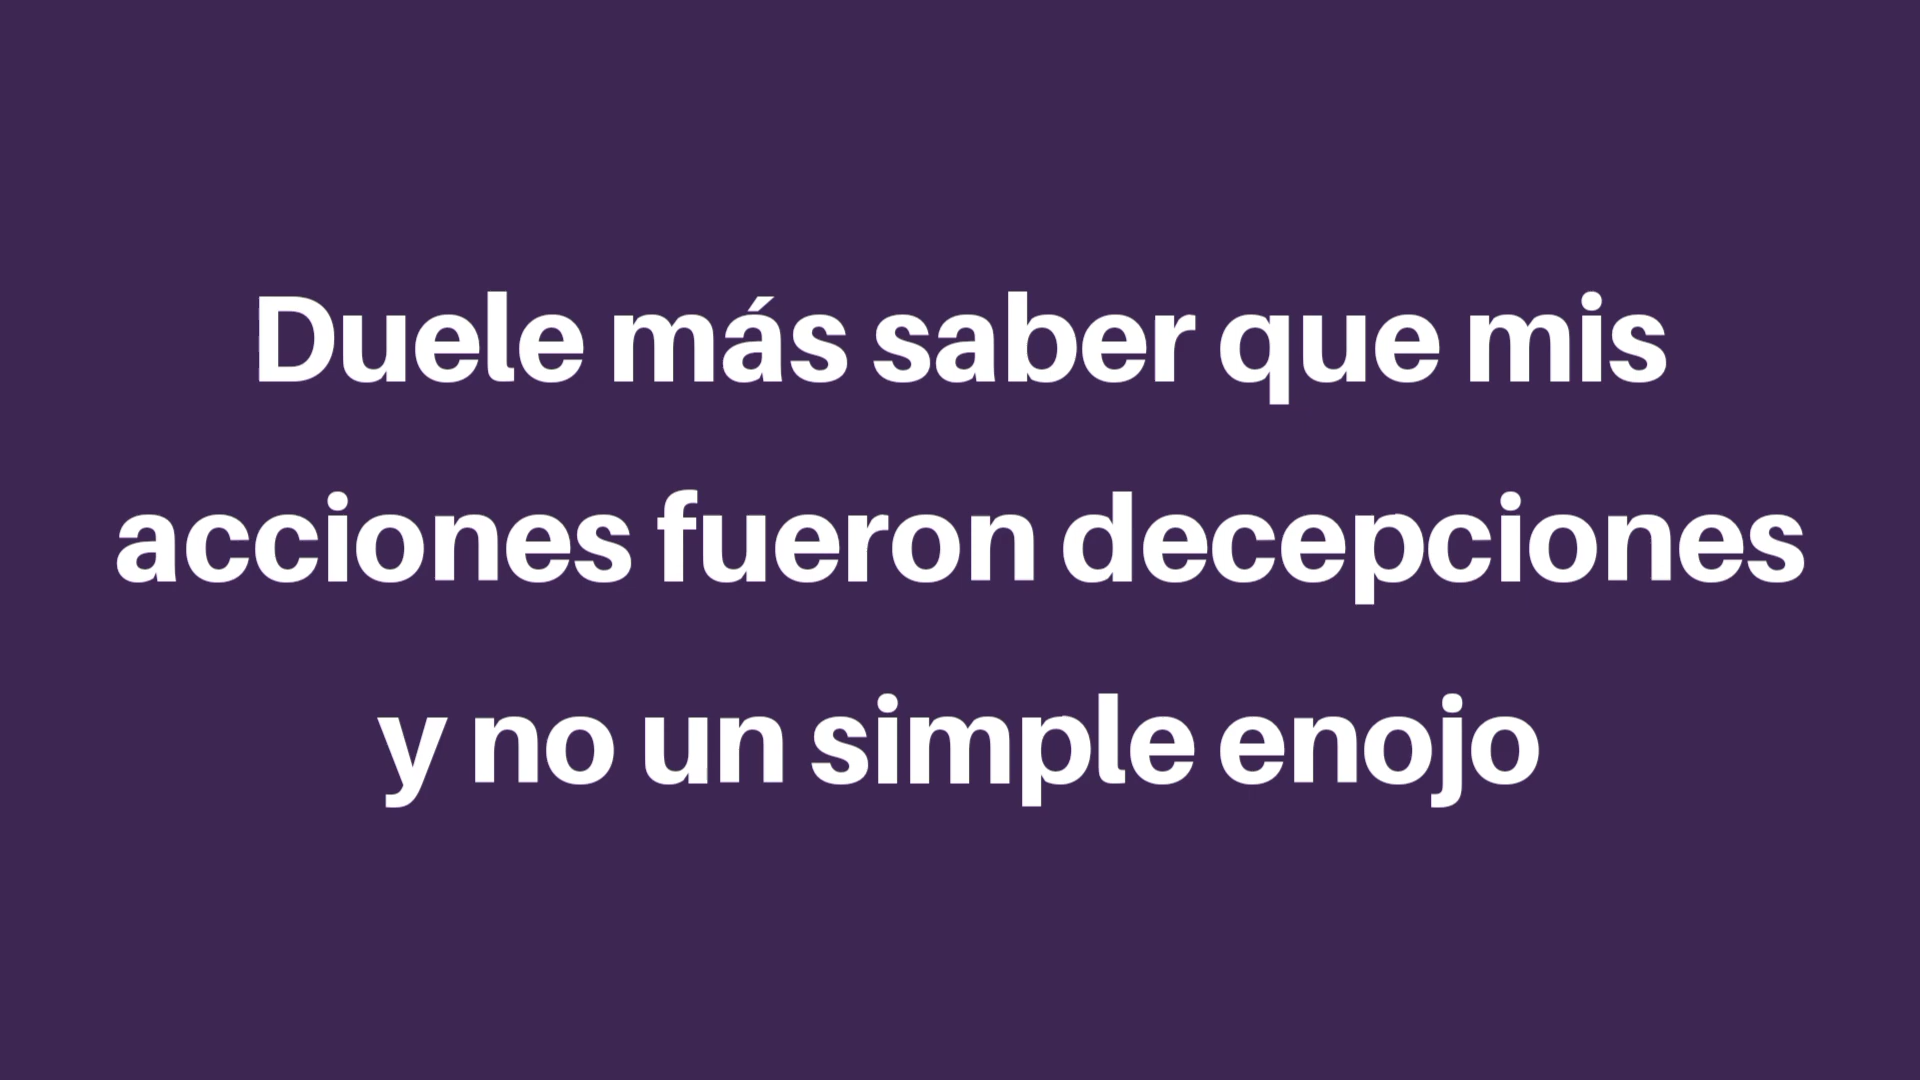 Duele más saber que mis
acciones fueron decepciones
y no un simple enojo